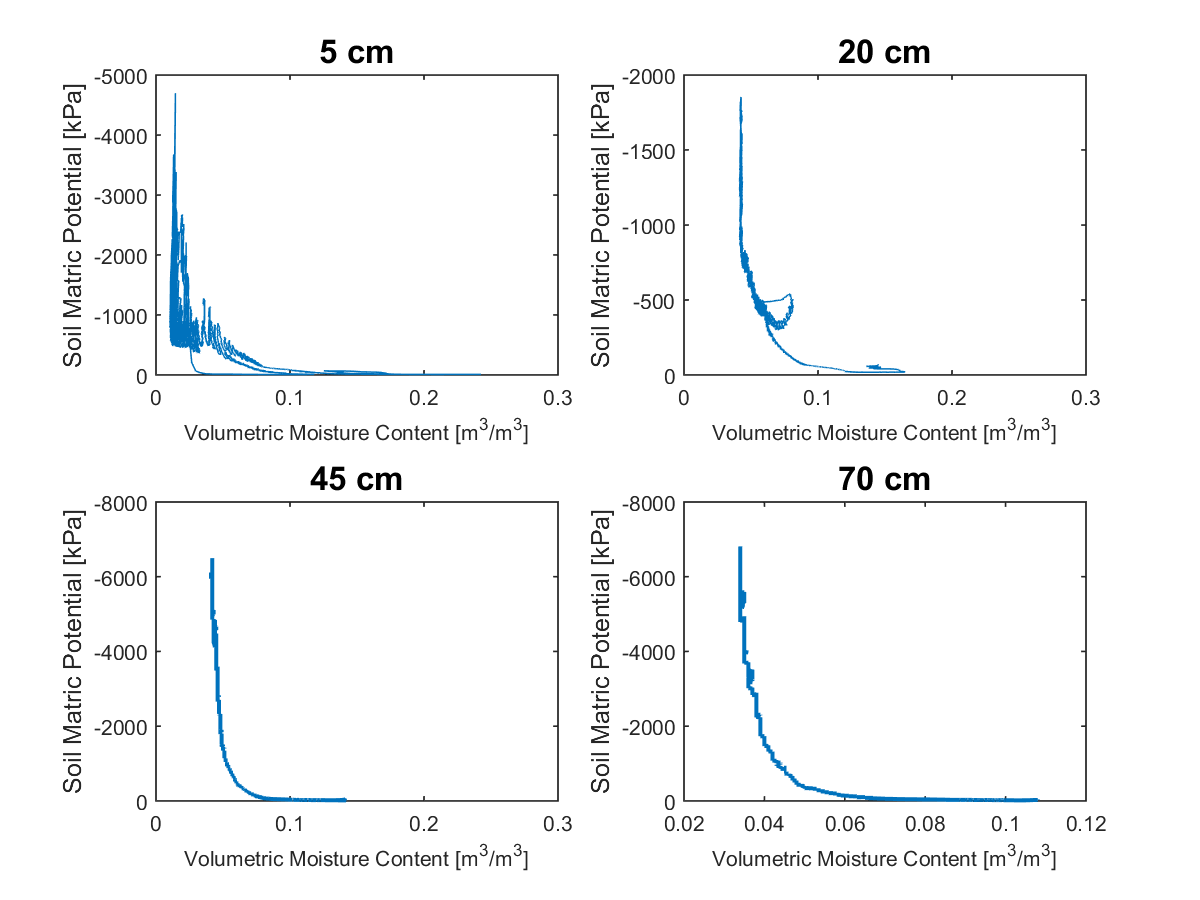 5 cm
-5000
-4000
-3000
-2000
-1000
0
Soil Matric Potential [kPa]
0 0.1 0.2 0.3
Volumetric Moisture Content [m³/m³]
20 cm
-2000
-1500
-1000
-500
0
Soil Matric Potential [kPa]
0 0.1 0.2 0.3
Volumetric Moisture Content [m³/m³]
45 cm
-8000
-6000
-4000
-2000
0
Soil Matric Potential [kPa]
0 0.1 0.2 0.3
Volumetric Moisture Content [m³/m³]
70 cm
-8000
-6000
-4000
-2000
0
Soil Matric Potential [kPa]
0.02 0.04 0.06 0.08 0.1 0.12
Volumetric Moisture Content [m³/m³]